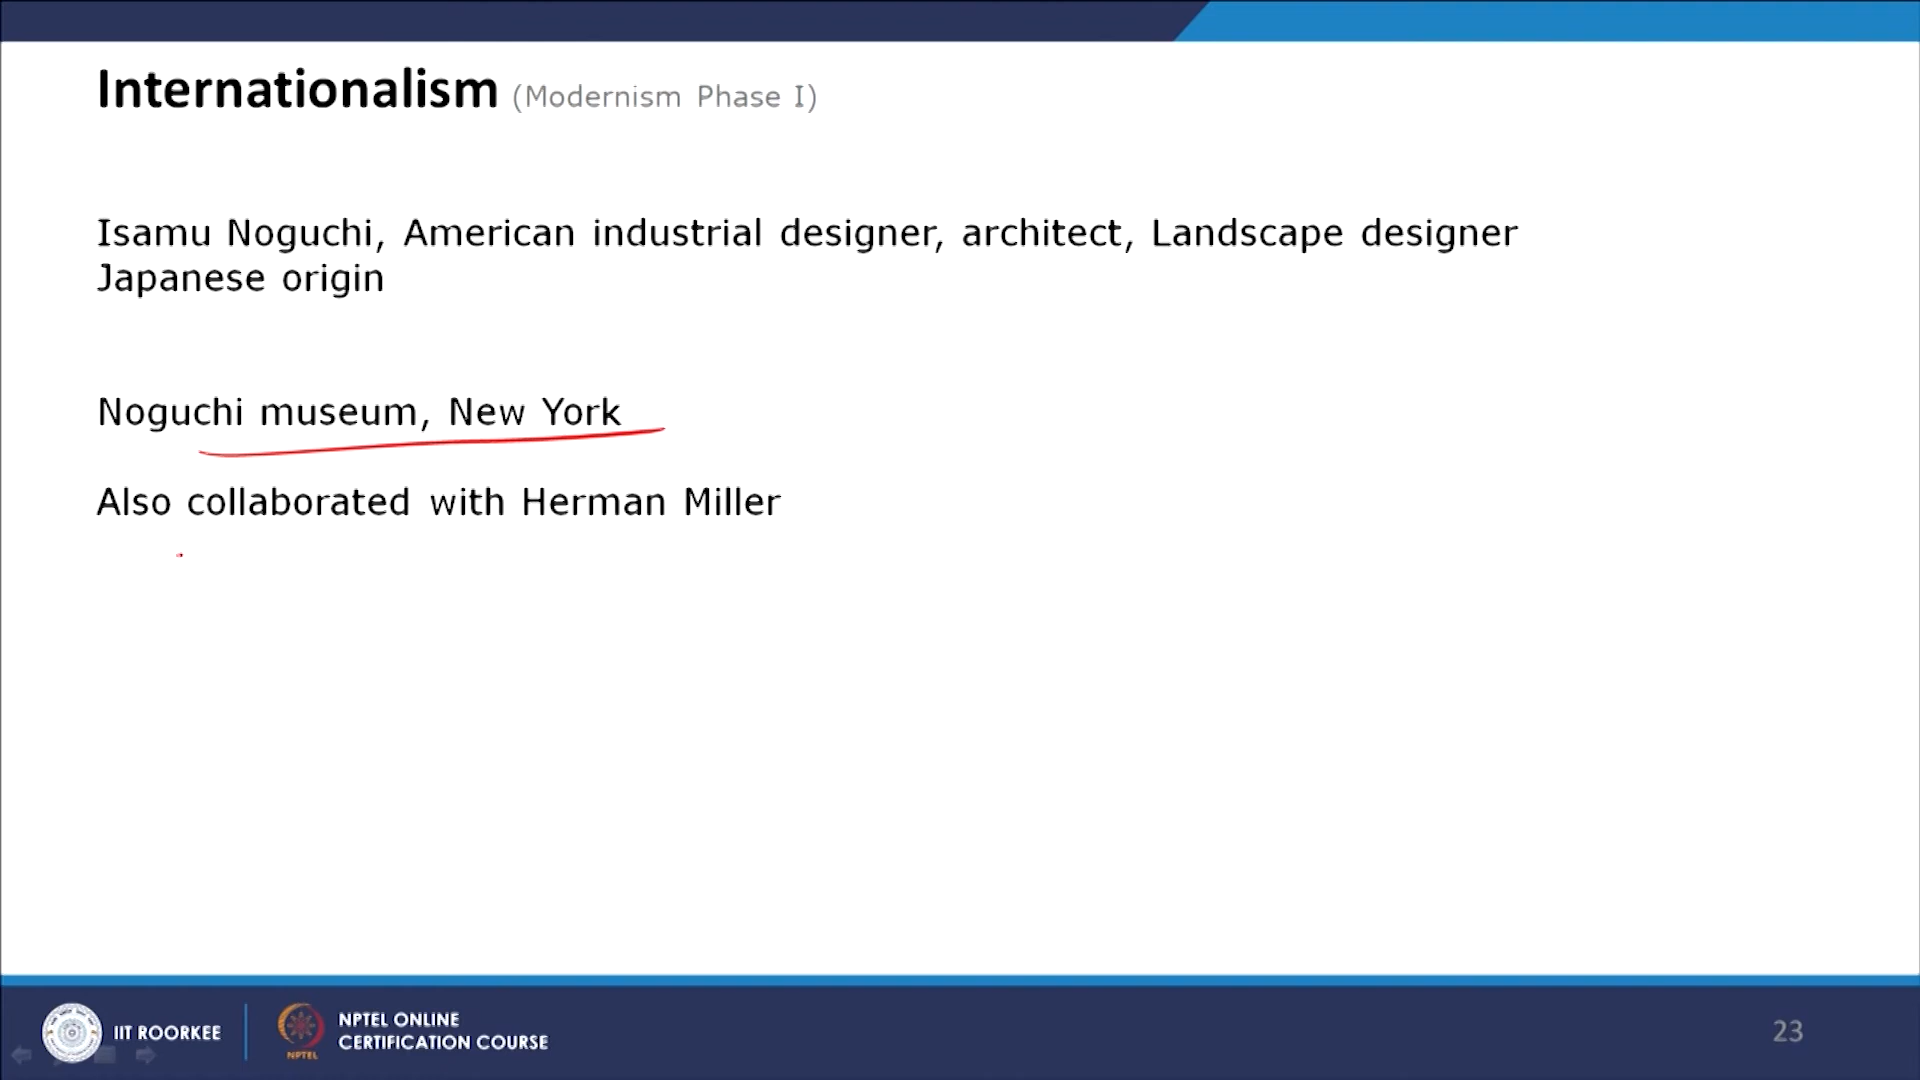 Internationalism (Modernism Phase I)
Isamu Noguchi, American industrial designer, architect, Landscape designer
Japanese origin
Noguchi museum, New York
Also collaborated with Herman Miller
IIT ROORKEE
NPTEL
NPTEL ONLINE
CERTIFICATION COURSE
23